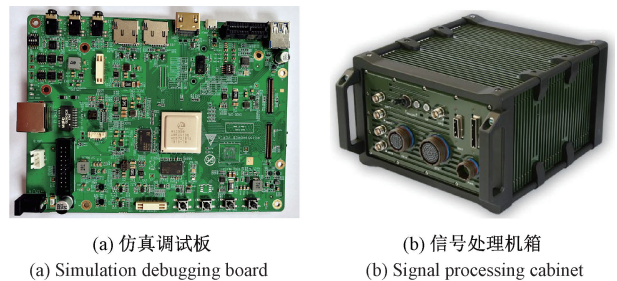 (a) 仿真调试板
(b) 信号处理机箱
(a) Simulation debugging board
(b) Signal processing cabinet